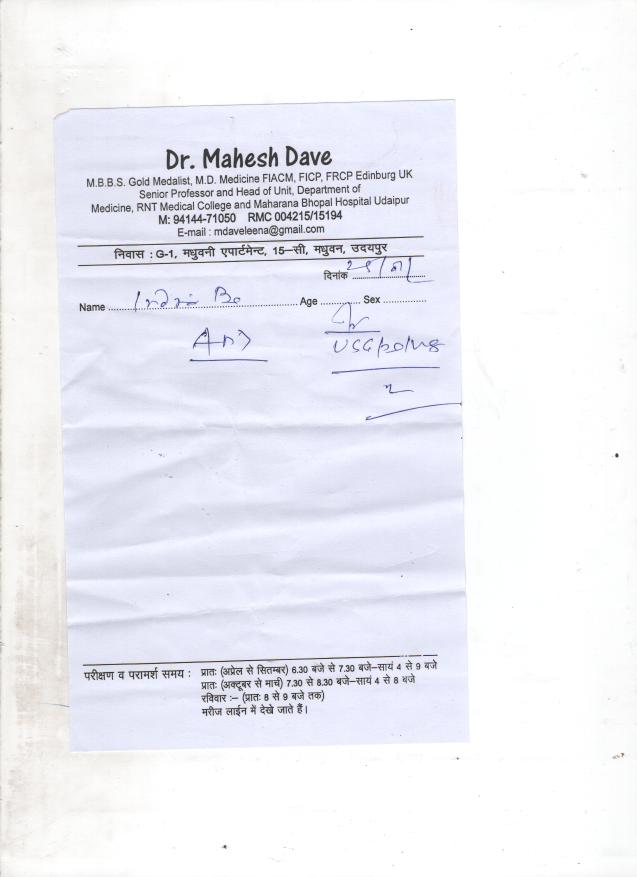 Dr. Mahesh Dave
M.B.B.S. Gold Medalist, M.D. Medicine FIACM, FICP, FRCP Edinburg UK
Senior Professor and Head of Unit, Department of
Medicine, RNT Medical College and Maharana Bhopal Hospital Udaipur
M: 94144-71050 RMC 004215/15194
E-mail : mdaveleena@gmail.com
निवास : G-1, मधुवनी एपार्टमेन्ट, 15–सी, मधुवन, उदयपुर
दिनांक
Name Age Sex
USG
परीक्षण व परामर्श समय : प्रातः (अप्रेल से सितम्बर) 6.30 बजे से 7.30 बजे–सायं 4 से 9 बजे
प्रातः (अक्टूबर से मार्च) 7.30 से 8.30 बजे–सायं 4 से 8 बजे
रविवार :– (प्रातः 8 से 9 बजे तक)
मरीज लाईन में देखे जाते हैं।